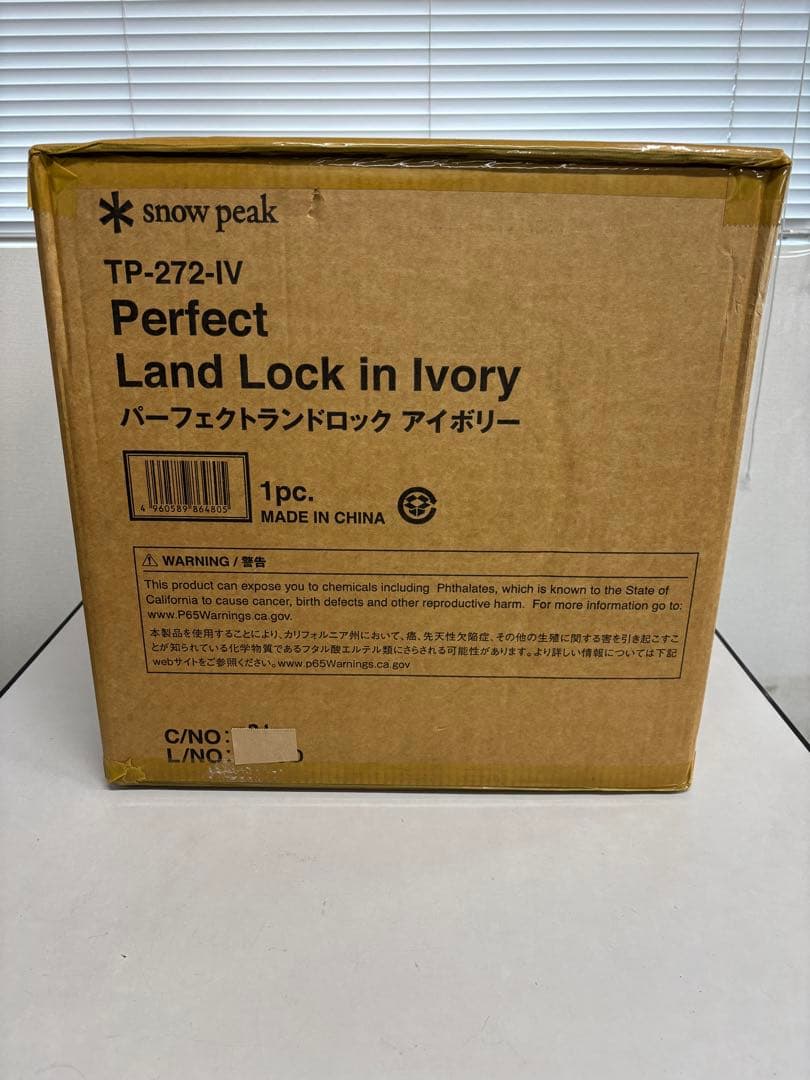 snow peak
TP-272-IV
Perfect
Land Lock in Ivory
パーフェクトランドロック アイボリー
4 960589 864805
1pc.
MADE IN CHINA
WARNING / 警告
This product can expose you to chemicals including Phthalates, which is known to the State of
California to cause cancer, birth defects and other reproductive harm. For more information go to:
www.P65Warnings.ca.gov.
本製品を使用することにより、カリフォルニア州において、癌、先天性欠陥症、その他の生殖に関する害を引き起こすこ
とが知られている化学物質であるフタル酸エルテル類にさらされる可能性があります。より詳しい情報については下記
webサイトをご参照ください。www.p65Warnings.ca.gov
C/NO:
L/NO: